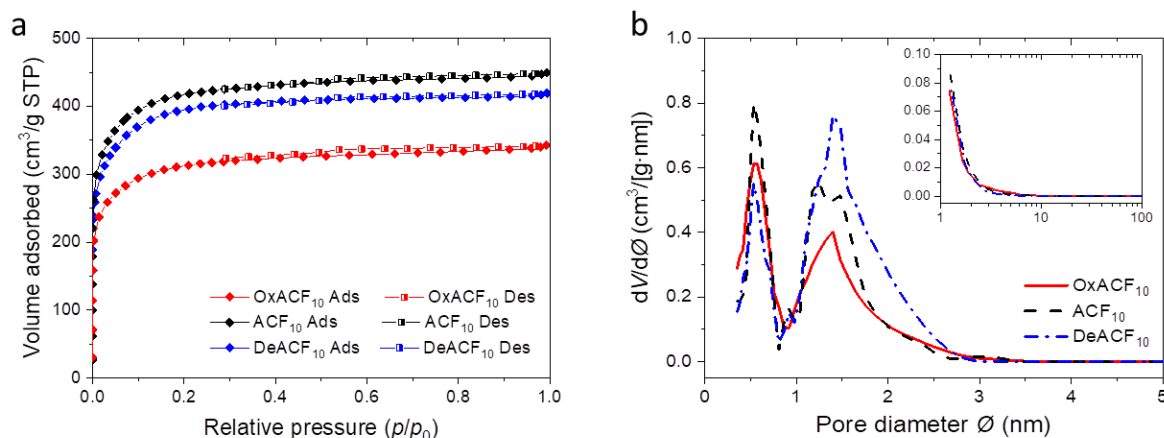 a
500
400
300
200
100
0
Volume adsorbed (cm³/g STP)
OxACF₁₀ Ads
OxACF₁₀ Des
ACF₁₀ Ads
ACF₁₀ Des
DeACF₁₀ Ads
DeACF₁₀ Des
0.0 0.2 0.4 0.6 0.8 1.0
Relative pressure (p/p₀)
b
1.0
0.8
0.6
0.4
0.2
0.0
dV/dØ (cm³/[g·nm])
0.10
0.08
0.06
0.04
0.02
0.00
1 10 100
OxACF₁₀
ACF₁₀
DeACF₁₀
0 1 2 3 4 5
Pore diameter Ø (nm)